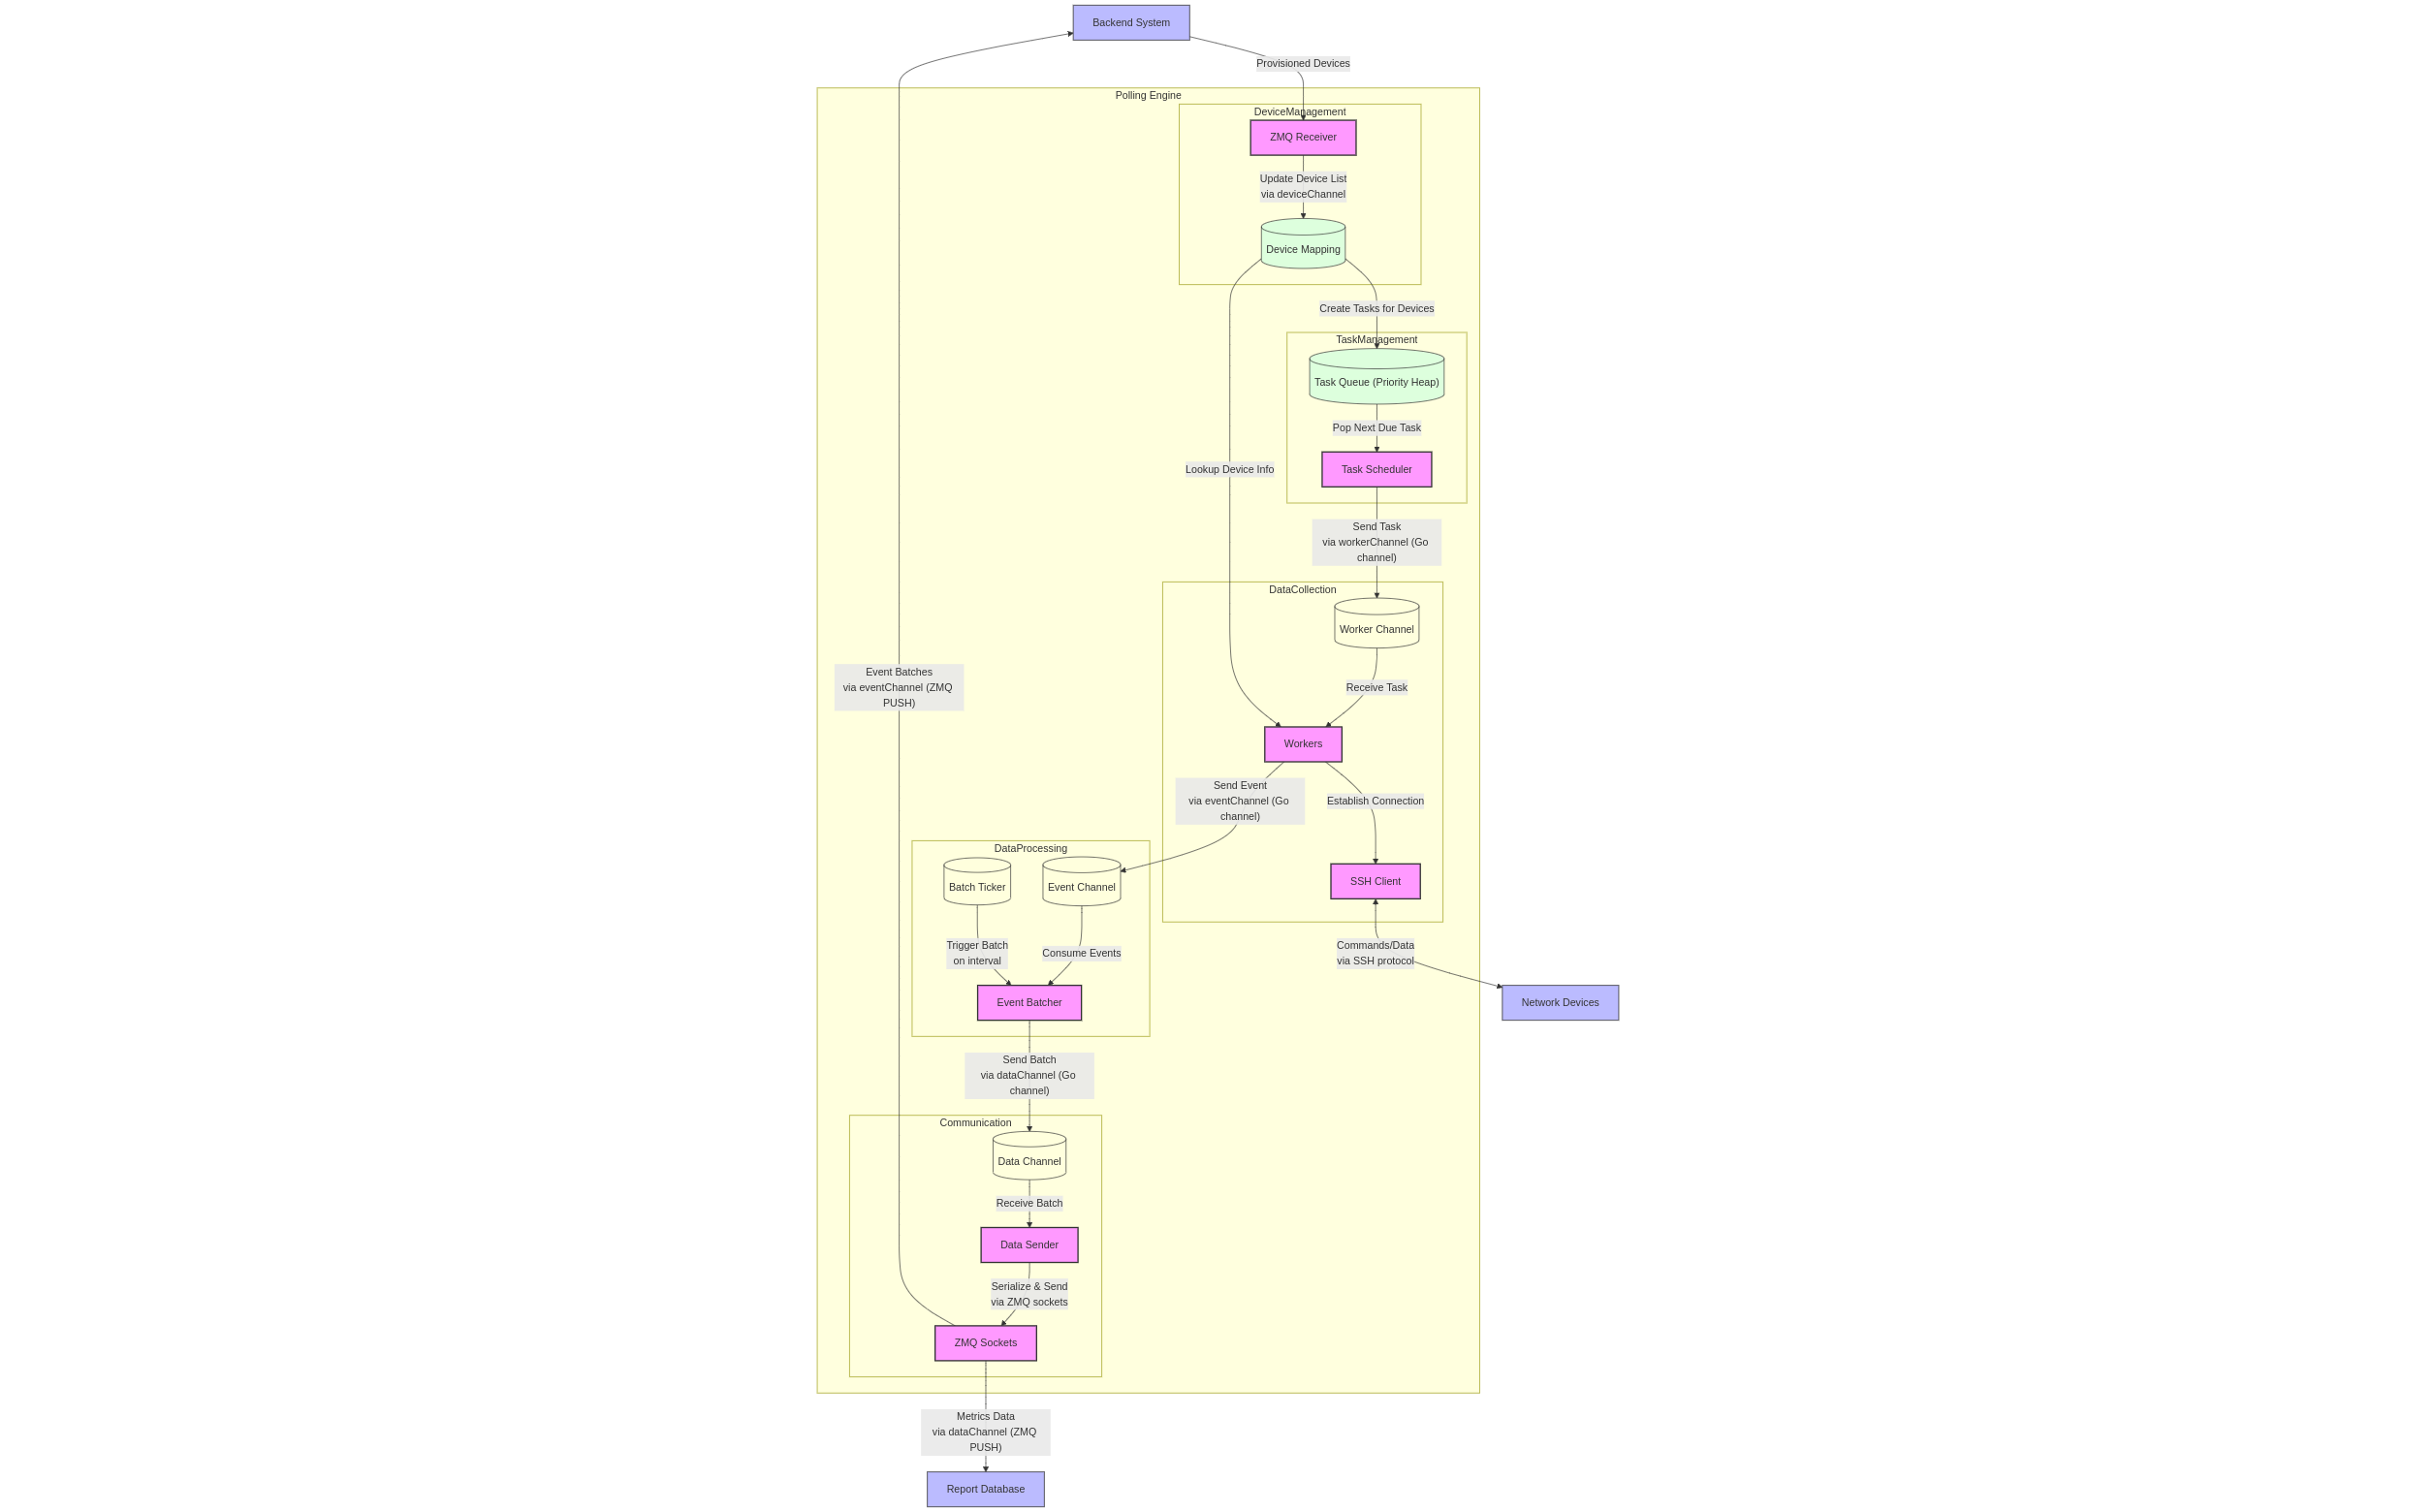 Backend System
Provisioned Devices
Polling Engine
DeviceManagement
ZMQ Receiver
Update Device List
via deviceChannel
Device Mapping
Create Tasks for Devices
TaskManagement
Task Queue (Priority Heap)
Pop Next Due Task
Lookup Device Info
Task Scheduler
Send Task
via workerChannel (Go
channel)
DataCollection
Worker Channel
Event Batches
via eventChannel (ZMQ
PUSH)
Receive Task
Workers
Send Event
via eventChannel (Go
channel)
Establish Connection
DataProcessing
Batch Ticker
Event Channel
SSH Client
Trigger Batch
on interval
Consume Events
Commands/Data
via SSH protocol
Event Batcher
Network Devices
Send Batch
via dataChannel (Go
channel)
Communication
Data Channel
Receive Batch
Data Sender
Serialize & Send
via ZMQ sockets
ZMQ Sockets
Metrics Data
via dataChannel (ZMQ
PUSH)
Report Database